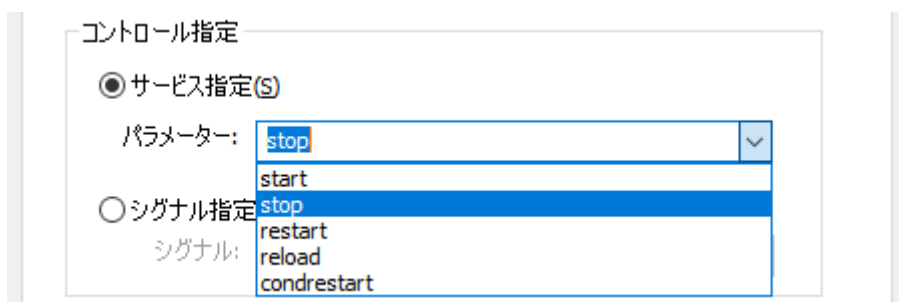 コントロール指定
サービス指定(S)
パラメーター: stop
start
stop
シグナル指定
restart
シグナル:
reload
condrestart